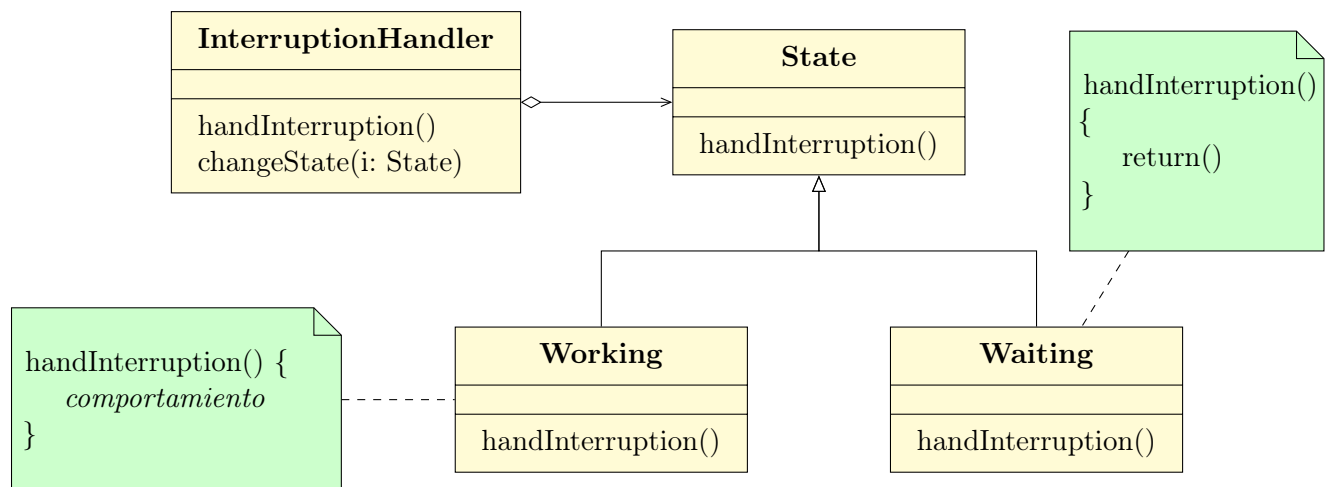 InterruptionHandler
handInterruption()
changeState(i: State)
State
handInterruption()
handInterruption()
{
return()
}
handInterruption() {
comportamiento
}
Working
handInterruption()
Waiting
handInterruption()